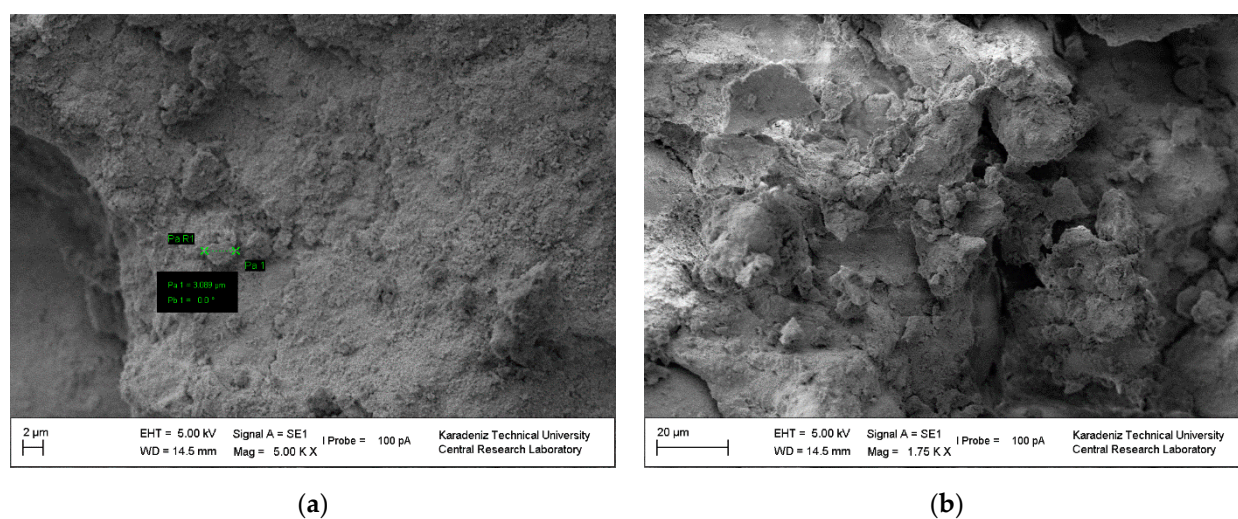 Pa R1
Pa 1
Pa 1 = 3.089 µm
Pb 1 = 0.0 °
2 µm
EHT = 5.00 kV Signal A = SE1 I Probe = 100 pA Karadeniz Technical University
WD = 14.5 mm Mag = 5.00 K X Central Research Laboratory
20 µm
EHT = 5.00 kV Signal A = SE1 I Probe = 100 pA Karadeniz Technical University
WD = 14.5 mm Mag = 1.75 K X Central Research Laboratory
(a)
(b)